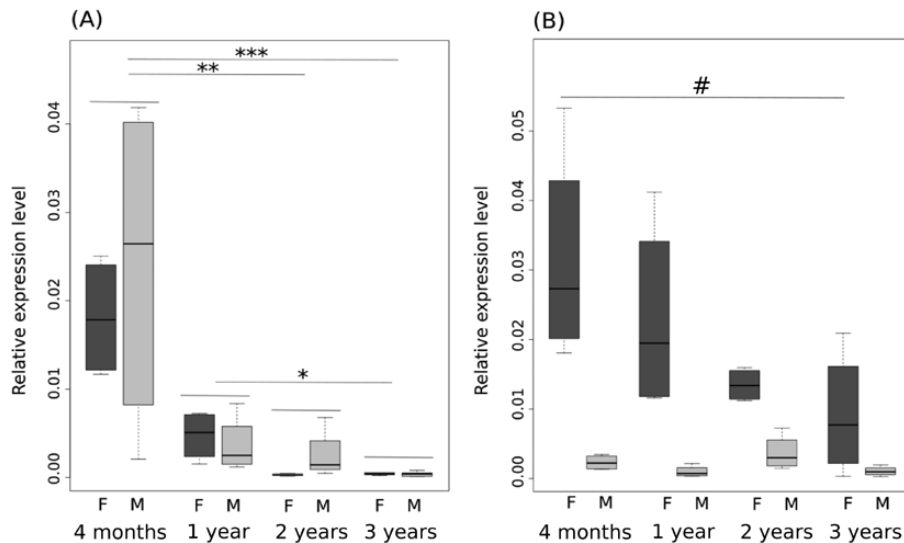 (A)
Relative expression level
0.04
0.03
0.02
0.01
0.00
***
**
*
F M F M F M F M
4 months 1 year 2 years 3 years
(B)
Relative expression level
0.05
0.04
0.03
0.02
0.01
0.00
#
F M F M F M F M
4 months 1 year 2 years 3 years